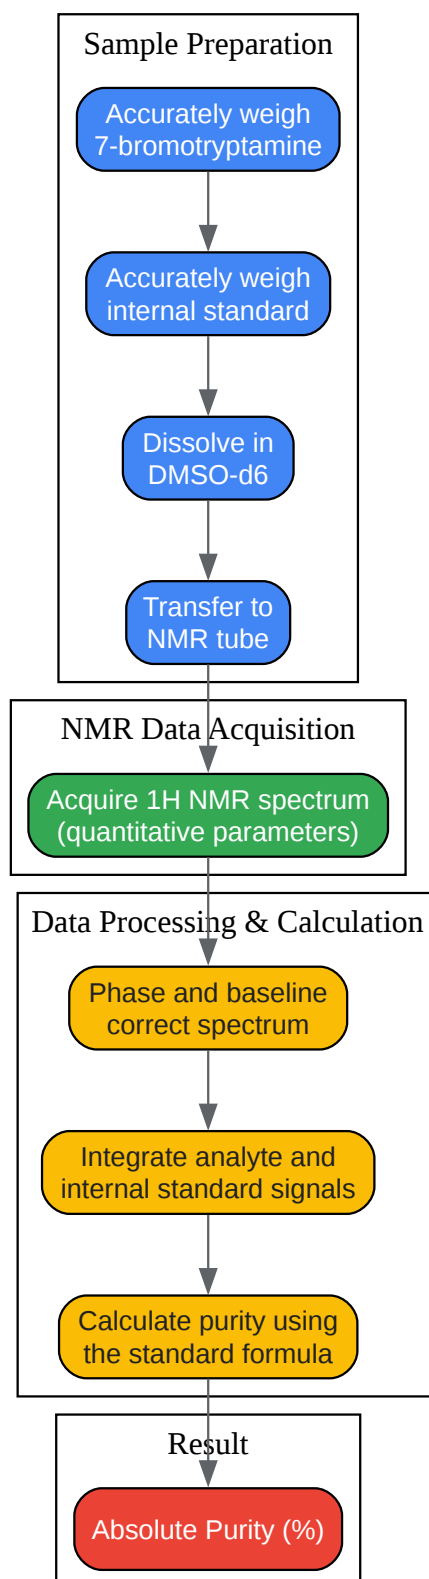 Sample Preparation
Accurately weigh
7-bromotryptamine
Accurately weigh
internal standard
Dissolve in
DMSO-d6
Transfer to
NMR tube
NMR Data Acquisition
Acquire 1H NMR spectrum
(quantitative parameters)
Data Processing & Calculation
Phase and baseline
correct spectrum
Integrate analyte and
internal standard signals
Calculate purity using
the standard formula
Result
Absolute Purity (%)